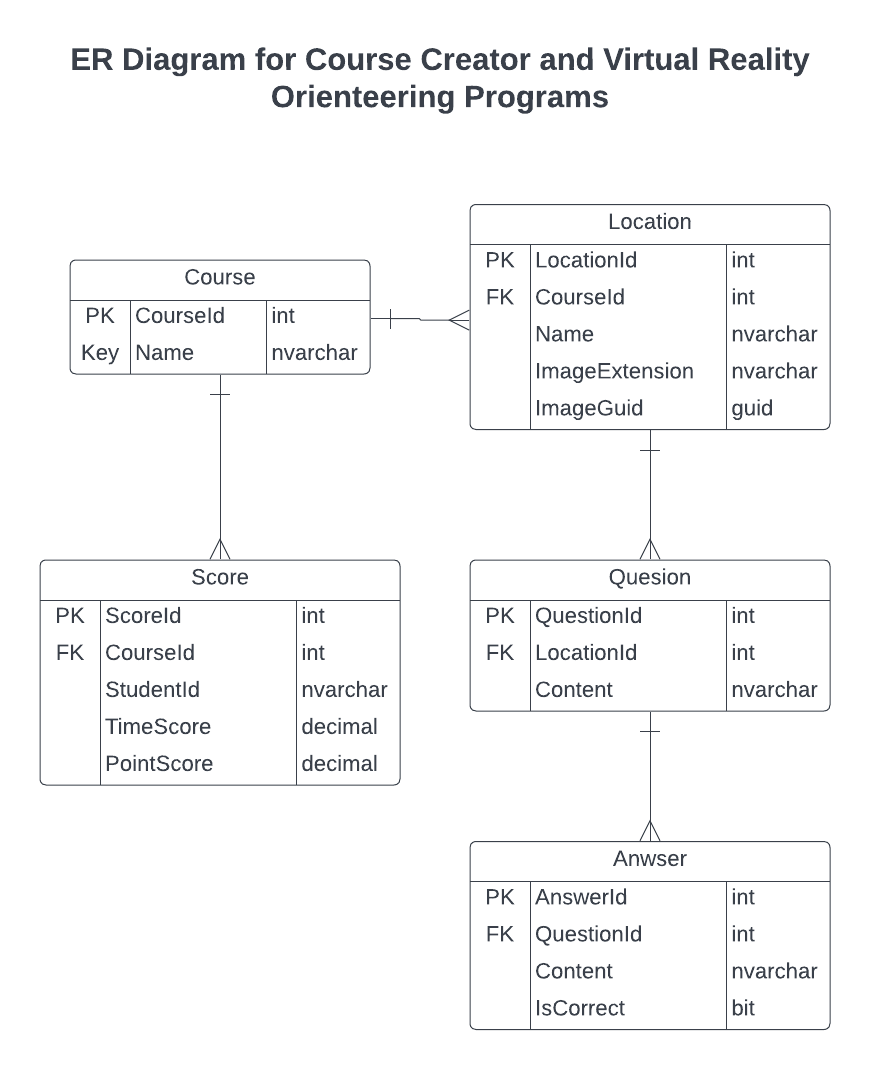 ER Diagram for Course Creator and Virtual Reality
Orienteering Programs
Course
PK CourseId int
Key Name nvarchar
Location
PK LocationId int
FK CourseId int
Name nvarchar
ImageExtension nvarchar
ImageGuid guid
Score
PK ScoreId int
FK CourseId int
StudentId nvarchar
TimeScore decimal
PointScore decimal
Quesion
PK QuestionId int
FK LocationId int
Content nvarchar
Anwser
PK AnswerId int
FK QuestionId int
Content nvarchar
IsCorrect bit